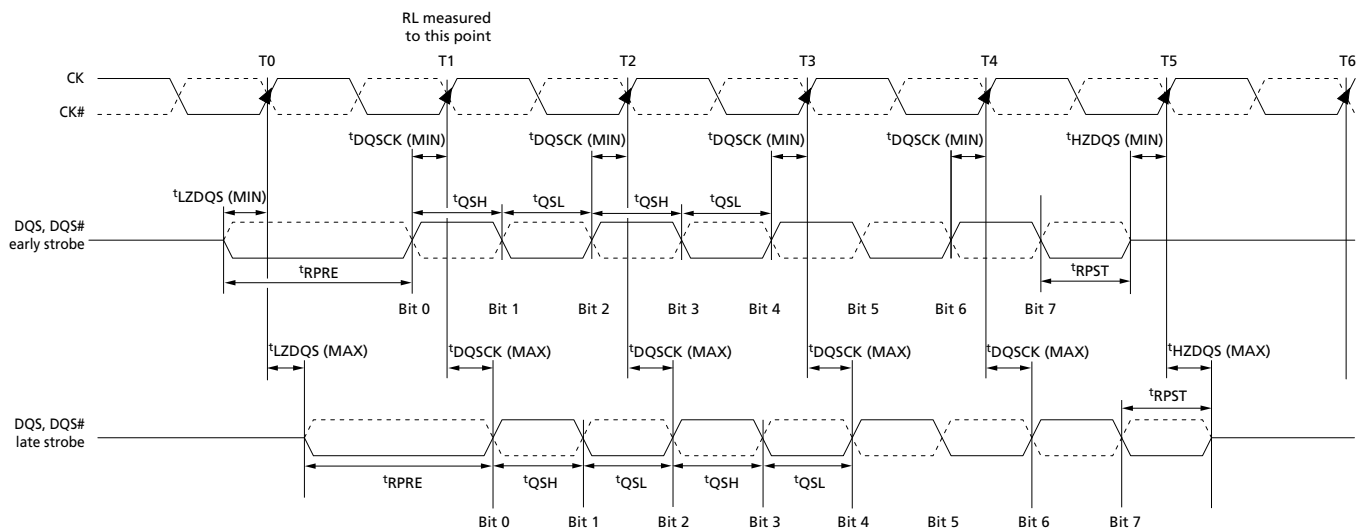 RL measured
to this point
T0 T1 T2 T3 T4 T5 T6
CK
CK#
tDQSCK (MIN) tDQSCK (MIN) tDQSCK (MIN) tDQSCK (MIN) tHZDQS (MIN)
tLZDQS (MIN)
tQSH tQSL tQSH tQSL
DQS, DQS#
early strobe
tRPRE tRPST
Bit 0 Bit 1 Bit 2 Bit 3 Bit 4 Bit 5 Bit 6 Bit 7
tLZDQS (MAX) tDQSCK (MAX) tDQSCK (MAX) tDQSCK (MAX) tDQSCK (MAX) tHZDQS (MAX)
tRPST
DQS, DQS#
late strobe
tRPRE tQSH tQSL tQSH tQSL
Bit 0 Bit 1 Bit 2 Bit 3 Bit 4 Bit 5 Bit 6 Bit 7